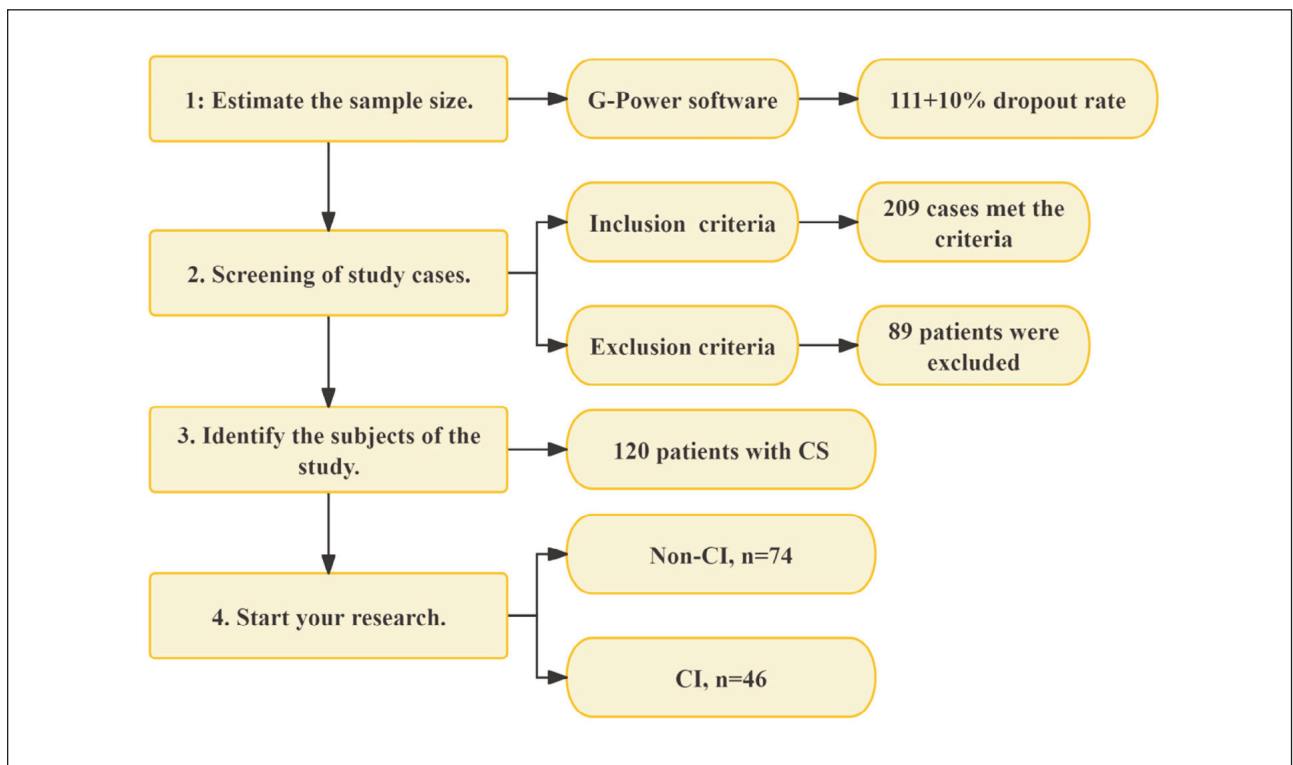 1: Estimate the sample size.
G-Power software
111+10% dropout rate
2. Screening of study cases.
Inclusion criteria
209 cases met the
criteria
Exclusion criteria
89 patients were
excluded
3. Identify the subjects of the
study.
120 patients with CS
4. Start your research.
Non-CI, n=74
CI, n=46